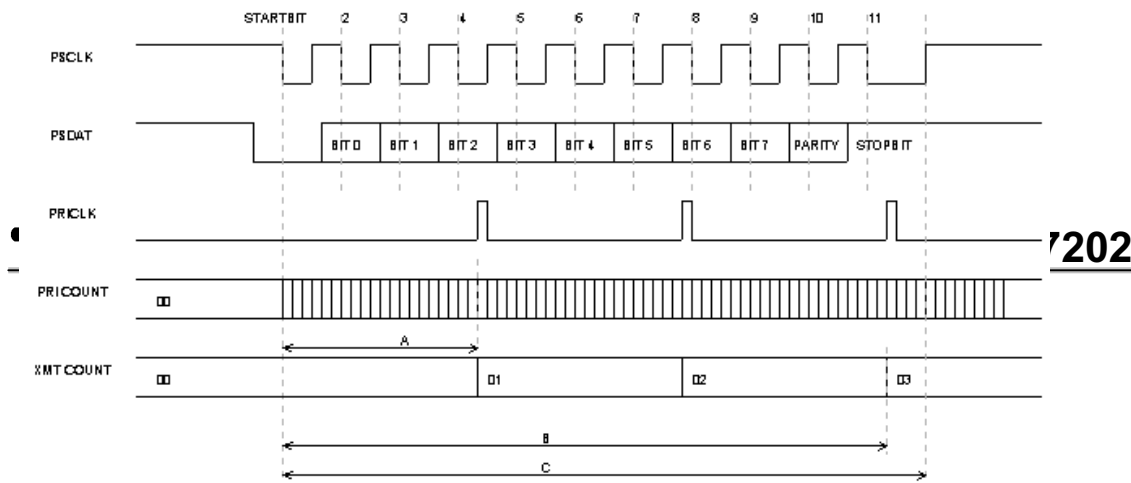 STARTBIT 2 3 4 5 6 7 8 9 10 11
PSCLK
PSDAT
BIT 0 BIT 1 BIT 2 BIT 3 BIT 4 BIT 5 BIT 6 BIT 7 PARITY STOPBIT
PRICLK
7202
PRICOUNT
00
A
XMTCOUNT
00 01 02 03
B
C